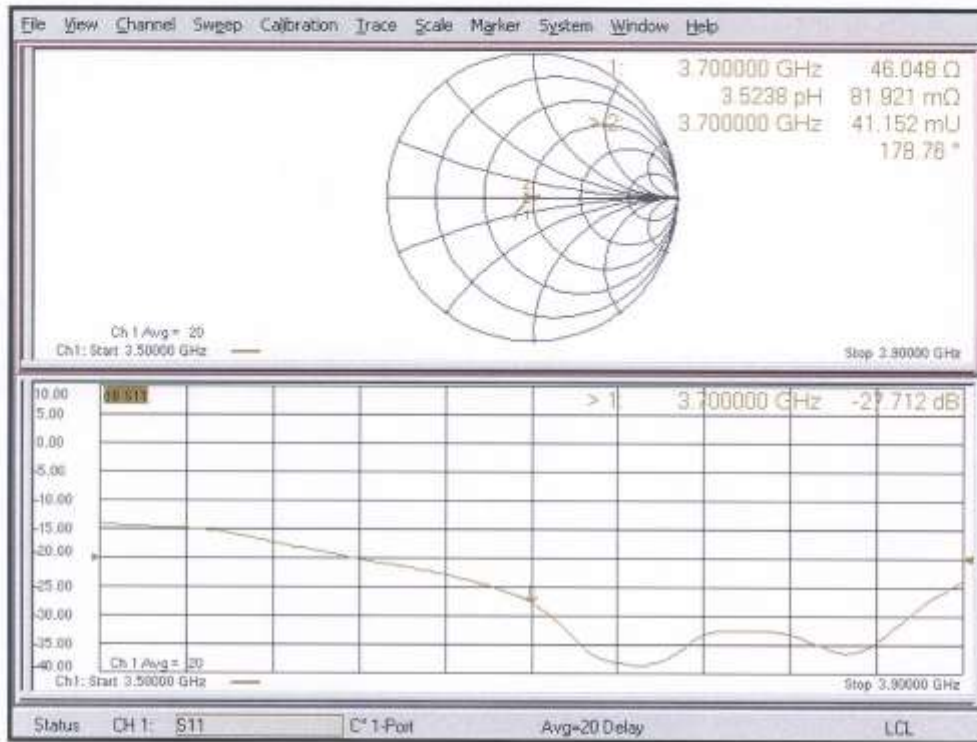 File View Channel Sweep Calibration Trace Scale Marker System Window Help
1: 3.700000 GHz 46.048 Ω
3.5238 pH 81.921 mΩ
> 2: 3.700000 GHz 41.152 mU
178.76 °
Ch 1 Avg = 20
Ch1: Start 3.50000 GHz
Stop 3.90000 GHz
10.00
dB S11
> 1: 3.700000 GHz -27.712 dB
5.00
0.00
-5.00
-10.00
-15.00
-20.00
-25.00
-30.00
-35.00
-40.00
Ch 1 Avg = 20
Ch1: Start 3.50000 GHz
Stop 3.90000 GHz
Status CH 1: S11 C* 1-Port Avg=20 Delay LCL